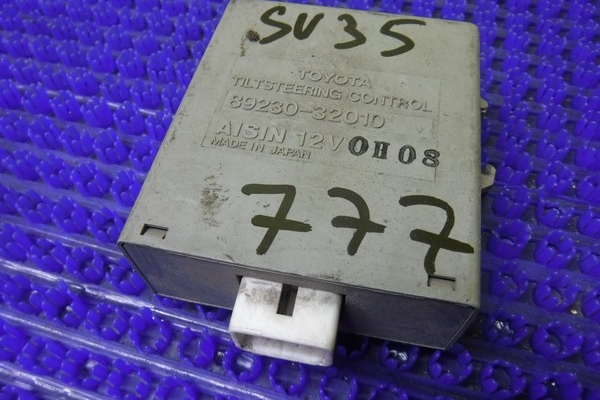 SV35
TOYOTA
TILTSTEERING CONTROL
89230-32010
AISIN 12V 0H08
MADE IN JAPAN
777